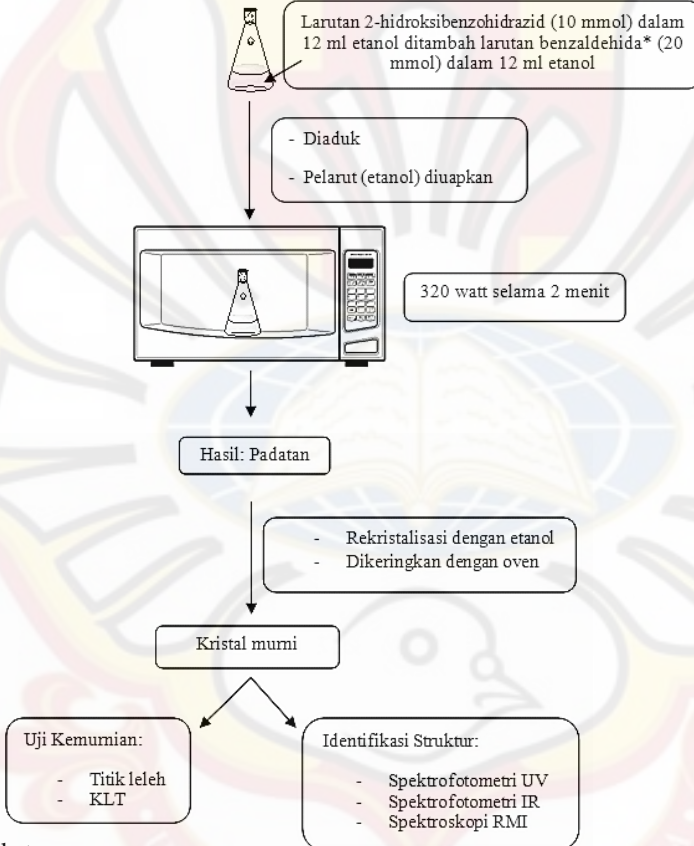 Larutan 2-hidroksibenzohidrazid (10 mmol) dalam
12 ml etanol ditambah larutan benzaldehida* (20
mmol) dalam 12 ml etanol
- Diaduk
- Pelarut (etanol) diuapkan
320 watt selama 2 menit
Hasil: Padatan
- Rekristalisasi dengan etanol
- Dikeringkan dengan oven
Kristal murni
Uji Kemurnian:
- Titik leleh
- KLT
Identifikasi Struktur:
- Spektrofotometri UV
- Spektrofotometri IR
- Spektroskopi RMI